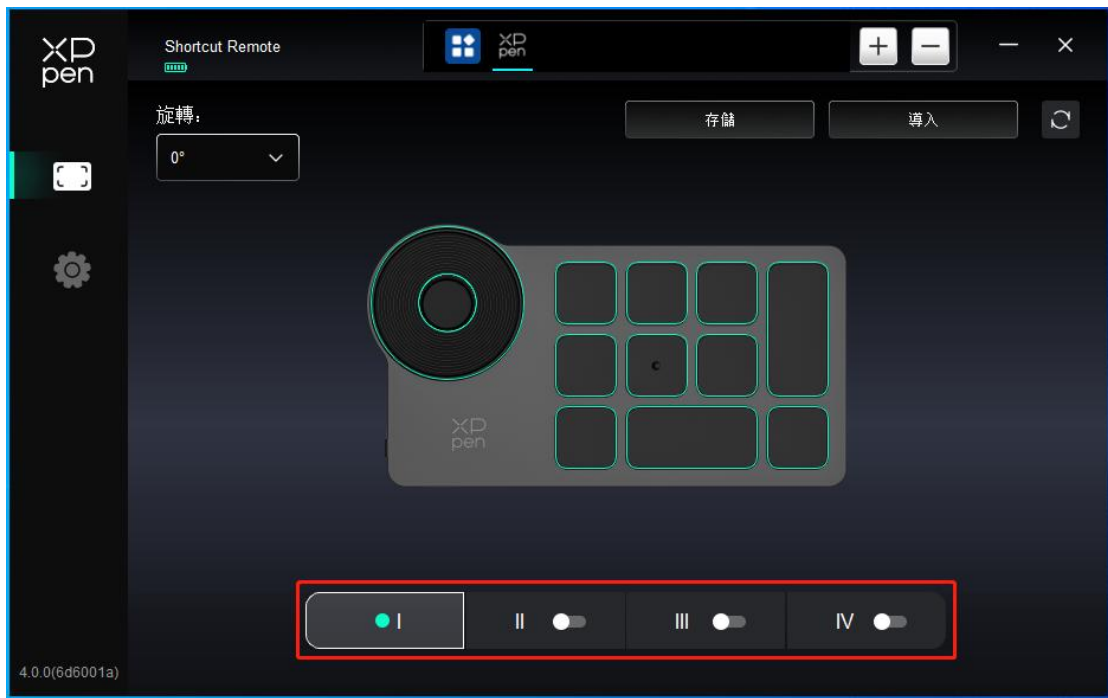 XP
pen
Shortcut Remote
XP
pen
旋轉:
存儲
導入
0°
XP
pen
I
II
III
IV
4.0.0(6d6001a)